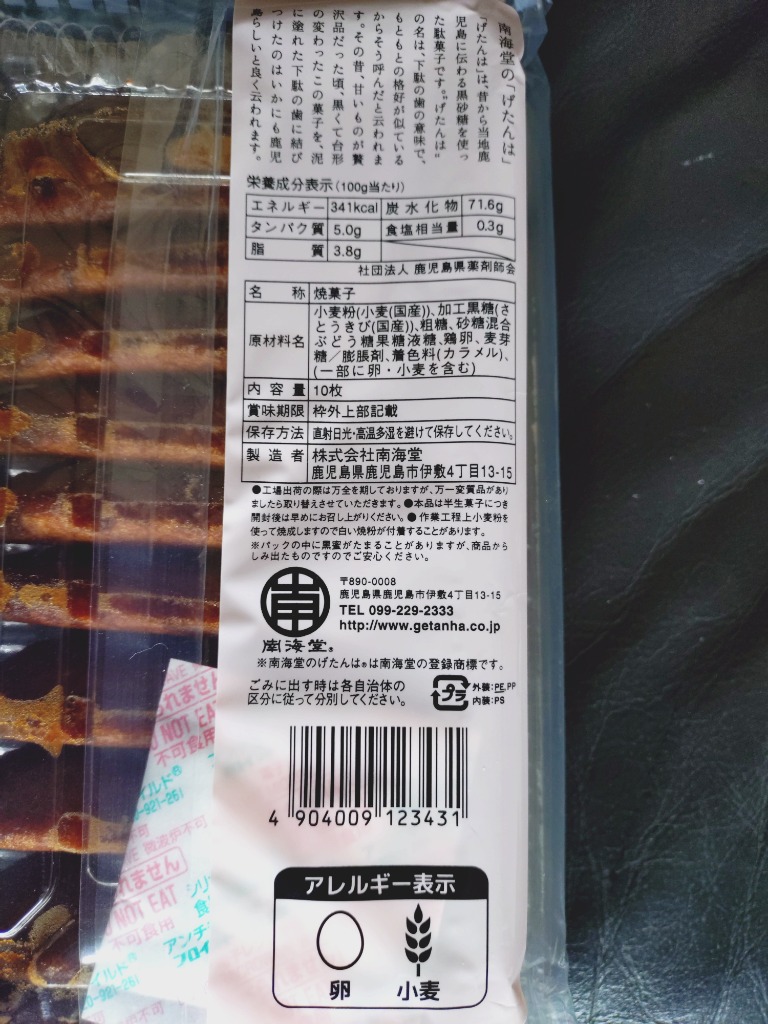 南海堂の「げたんは」
「げたんは」は、昔から当地鹿
児島に伝わる黒砂糖を使っ
た駄菓子です。"げたんは"
の名は、下駄の歯の意味で、
もともとの格好が似ている
からそう呼んだと云われま
す。その昔、甘いものが贅
沢品だった頃、黒くて台形
の変わったこの菓子を、泥
に塗れた下駄の歯に結び
つけたのはいかにも鹿児
島らしいと良く云われます。
栄養成分表示(100g当たり)
エネルギー 341kcal 炭水化物 71.6g
タンパク質 5.0g 食塩相当量 0.3g
脂質 3.8g
社団法人 鹿児島県薬剤師会
名称 焼菓子
原材料名 小麦粉(小麦(国産))、加工黒糖(さ
とうきび(国産))、粗糖、砂糖混合
ぶどう糖果糖液糖、鶏卵、麦芽
糖/膨脹剤、着色料(カラメル)、
(一部に卵・小麦を含む)
内容量 10枚
賞味期限 枠外上部記載
保存方法 直射日光・高温多湿を避けて保存してください。
製造者 株式会社南海堂
鹿児島県鹿児島市伊敷4丁目13-15
●工場出荷の際は万全を期しておりますが、万一変質品があり
ましたら取り替えさせていただきます。●本品は半生菓子につき
開封後は早めにお召し上がりください。●作業工程上小麦粉を
使って焼成しますので白い焼粉が付着することがあります。
※パックの中に黒蜜がたまることがありますが、商品から
しみ出たものですのでご安心ください。
南
南海堂®
〒890-0008
鹿児島県鹿児島市伊敷4丁目13-15
TEL 099-229-2333
http://www.getanha.co.jp
※南海堂のげたんは®は南海堂の登録商標です。
ごみに出す時は各自治体の
区分に従って分別してください。
プラ
外装:PE,PP
内装:PS
4 904009 123431
アレルギー表示
卵 小麦
れません
NOT EAT
不可食用
イルド®
-921-261
れません
NOT EAT
不可食用